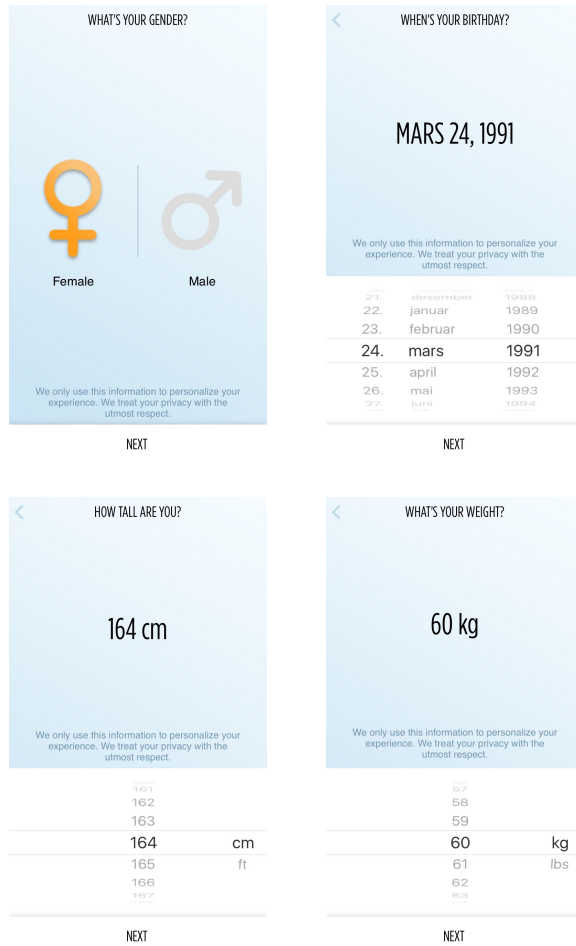 WHAT'S YOUR GENDER?
Female
Male
We only use this information to personalize your
experience. We treat your privacy with the
utmost respect.
NEXT
WHEN'S YOUR BIRTHDAY?
MARS 24, 1991
We only use this information to personalize your
experience. We treat your privacy with the
utmost respect.
21. desember 1988
22. januar 1989
23. februar 1990
24. mars 1991
25. april 1992
26. mai 1993
27. juni 1994
NEXT
HOW TALL ARE YOU?
164 cm
We only use this information to personalize your
experience. We treat your privacy with the
utmost respect.
161
162
163
164 cm
165 ft
166
167
NEXT
WHAT'S YOUR WEIGHT?
60 kg
We only use this information to personalize your
experience. We treat your privacy with the
utmost respect.
57
58
59
60 kg
61 lbs
62
63
NEXT